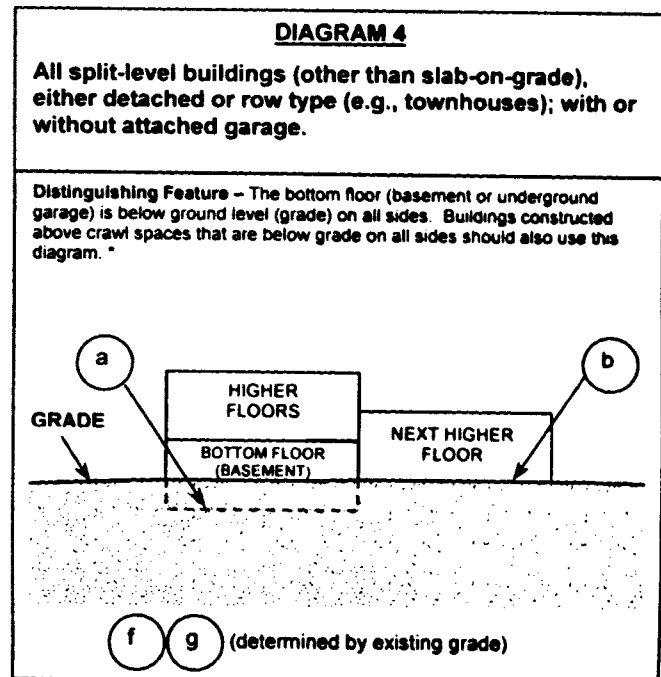 DIAGRAM 4
All split-level buildings (other than slab-on-grade),
either detached or row type (e.g., townhouses); with or
without attached garage.
Distinguishing Feature – The bottom floor (basement or underground
garage) is below ground level (grade) on all sides. Buildings constructed
above crawl spaces that are below grade on all sides should also use this
diagram. *
a
b
HIGHER
FLOORS
GRADE
NEXT HIGHER
FLOOR
BOTTOM FLOOR
(BASEMENT)
f g (determined by existing grade)